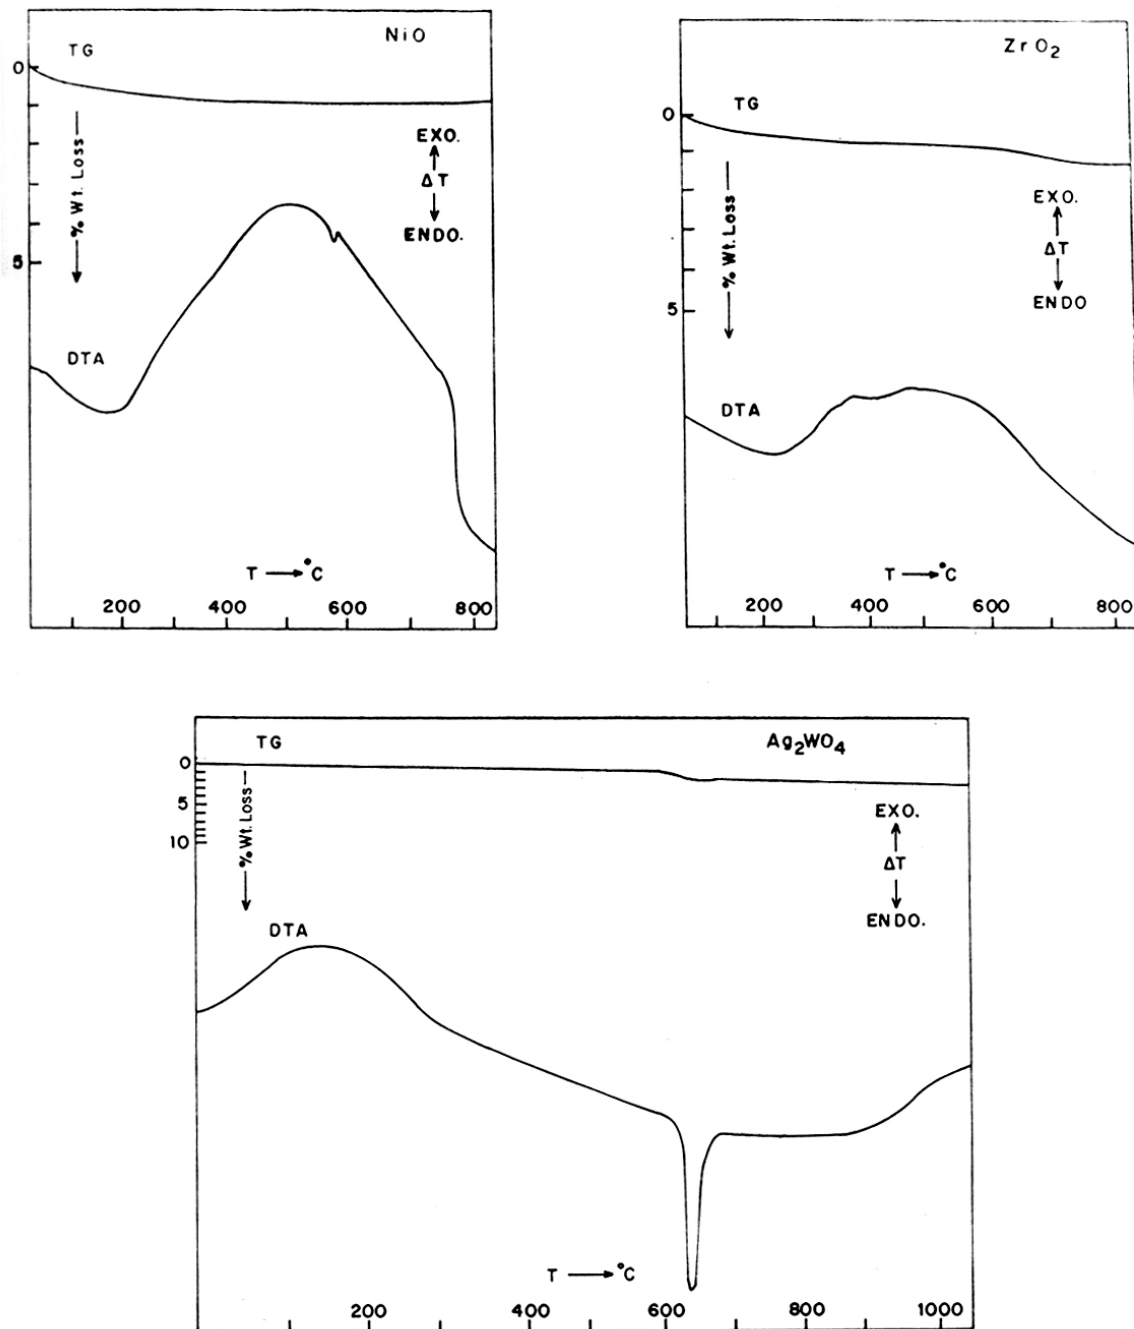 NiO
TG
0
% Wt. Loss
5
EXO.
ΔT
ENDO.
DTA
T → °C
200 400 600 800
ZrO2
TG
0
% Wt. Loss
5
EXO.
ΔT
ENDO
DTA
T → °C
200 400 600 800
Ag2WO4
TG
0
5
10
% Wt. Loss
EXO.
ΔT
ENDO.
DTA
T → °C
200 400 600 800 1000